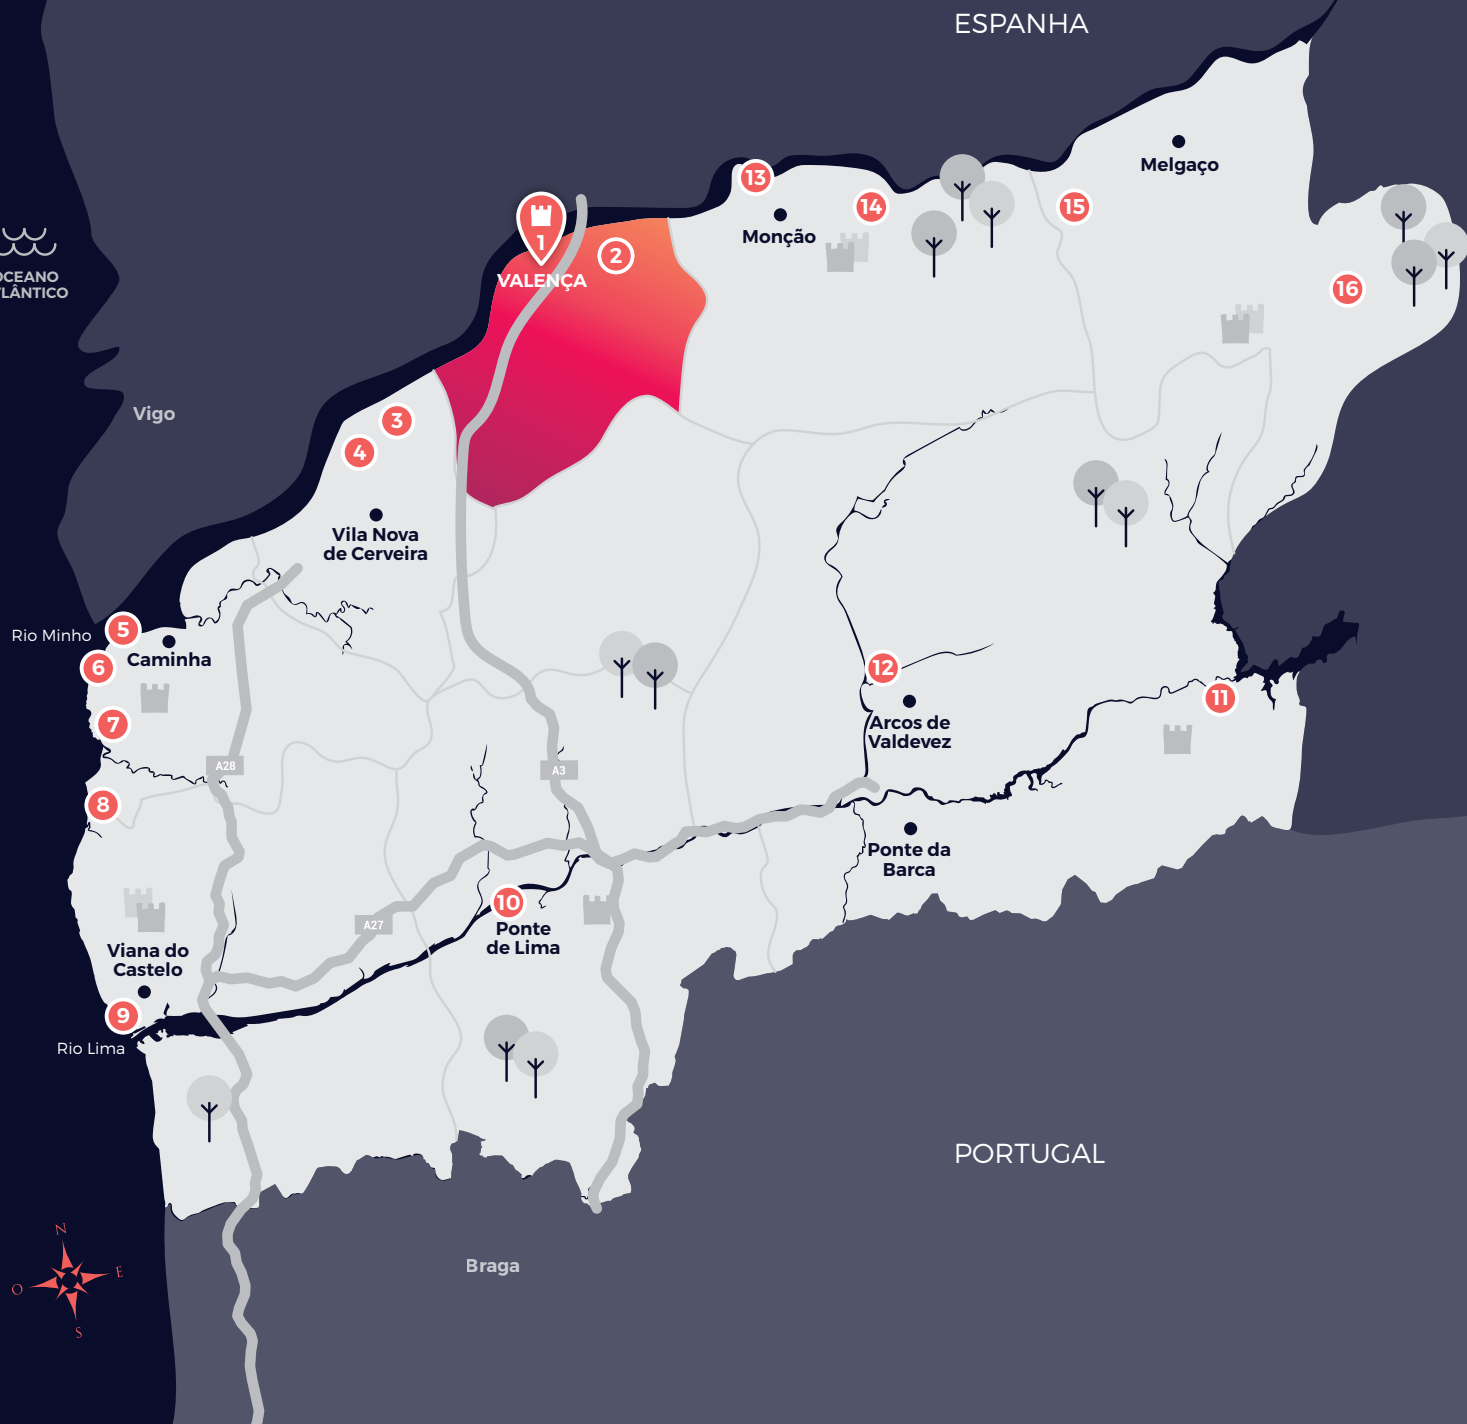 ESPANHA
Melgaço
13
14
15
Monção
1
2
VALENÇA
OCEANO
TLÂNTICO
16
Vigo
3
4
Vila Nova
de Cerveira
Rio Minho
5
Caminha
6
12
11
7
Arcos de
Valdevez
A28
A3
8
Ponte da
Barca
10
A27
Ponte
de Lima
Viana do
Castelo
9
Rio Lima
PORTUGAL
Braga
N
E
O
S